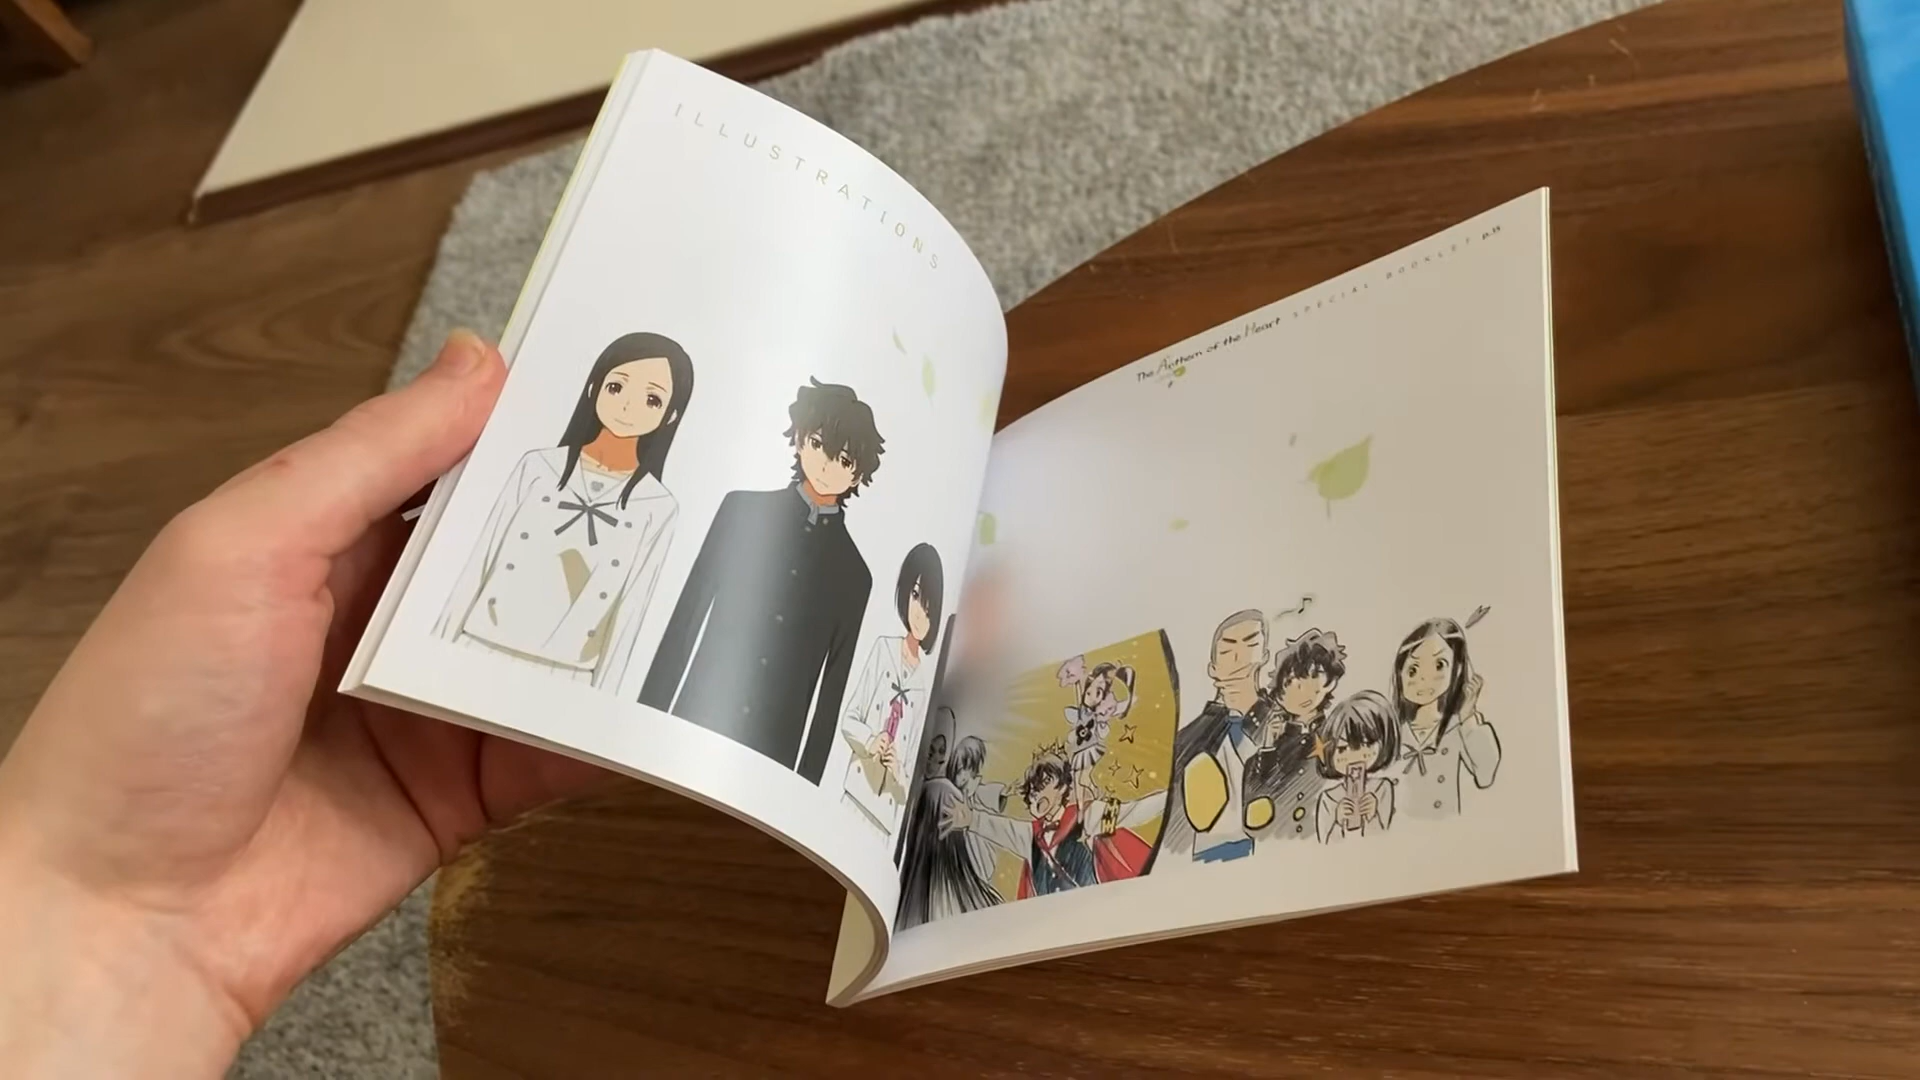 ILLUSTRATIONS
The Anthem of the Heart SPECIAL BOOKLET